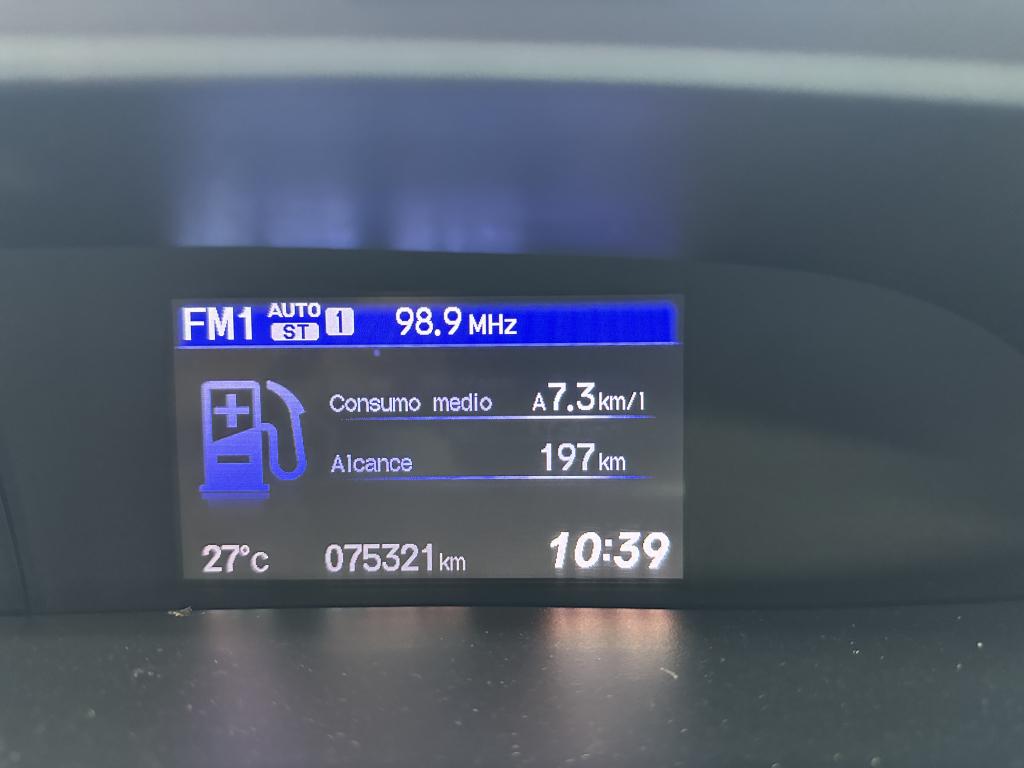 FM1 AUTO ST 1 98.9 MHz
Consumo medio A7.3 km/l
Alcance 197 km
27°C 075321 km 10:39